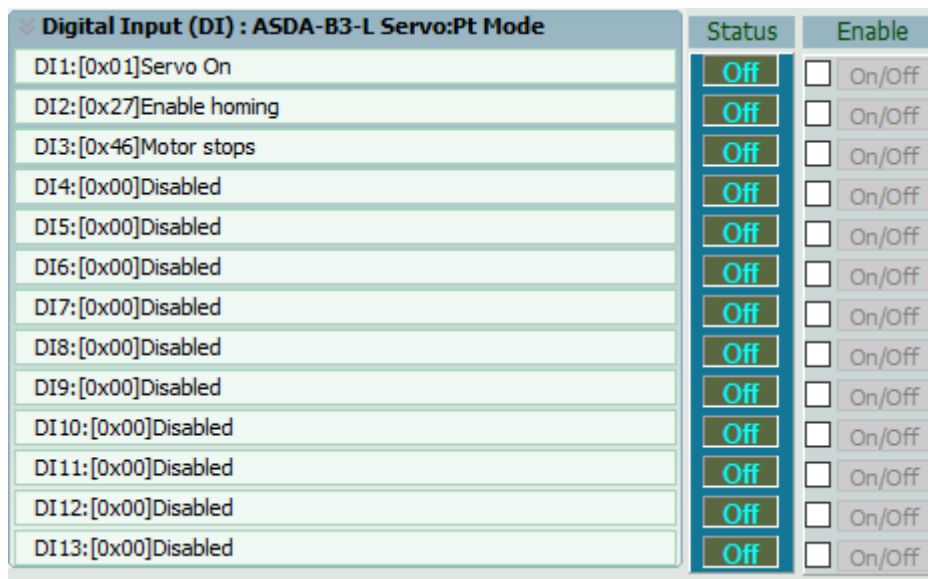 Digital Input (DI) : ASDA-B3-L Servo:Pt Mode Status Enable
DI1:[0x01]Servo On Off On/Off
DI2:[0x27]Enable homing Off On/Off
DI3:[0x46]Motor stops Off On/Off
DI4:[0x00]Disabled Off On/Off
DI5:[0x00]Disabled Off On/Off
DI6:[0x00]Disabled Off On/Off
DI7:[0x00]Disabled Off On/Off
DI8:[0x00]Disabled Off On/Off
DI9:[0x00]Disabled Off On/Off
DI10:[0x00]Disabled Off On/Off
DI11:[0x00]Disabled Off On/Off
DI12:[0x00]Disabled Off On/Off
DI13:[0x00]Disabled Off On/Off